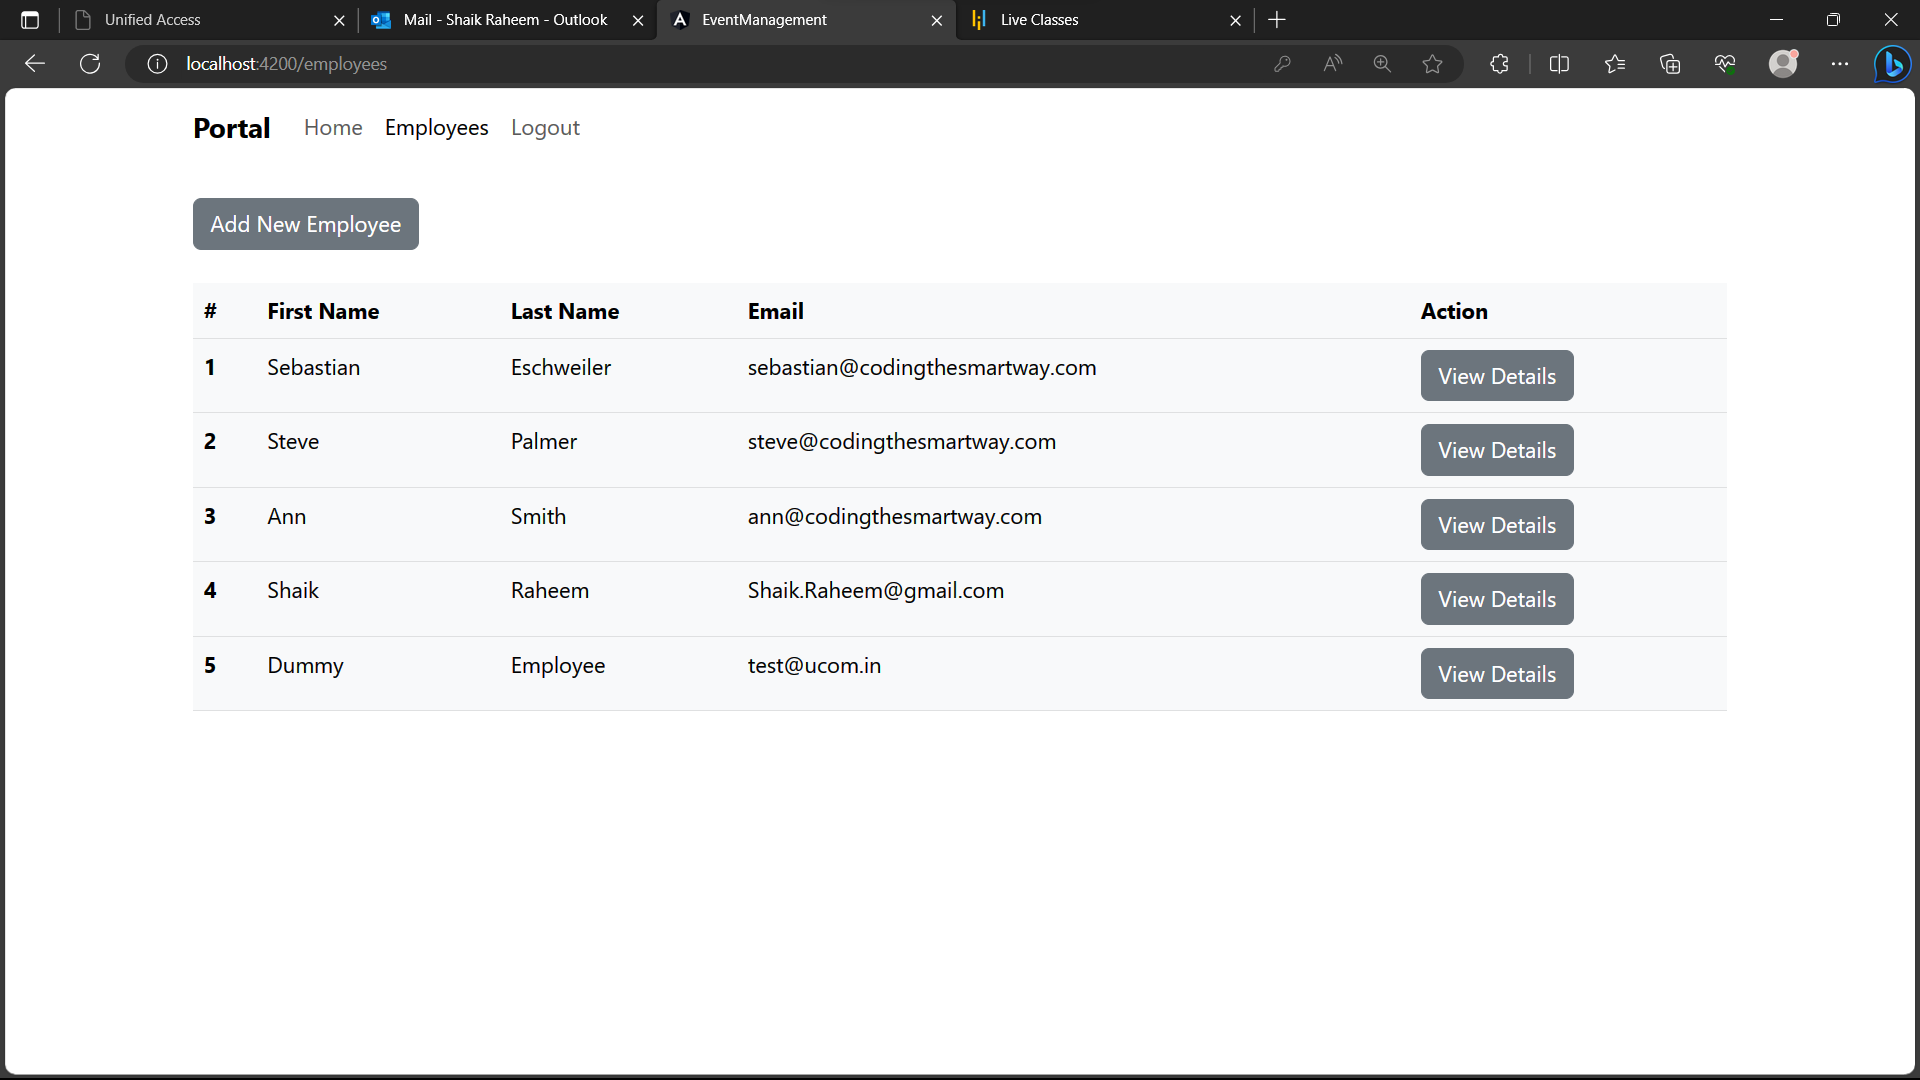 Unified Access Mail - Shaik Raheem - Outlook EventManagement Live Classes
localhost:4200/employees
Portal Home Employees Logout
Add New Employee
# First Name Last Name Email Action
1 Sebastian Eschweiler sebastian@codingthesmartway.com View Details
2 Steve Palmer steve@codingthesmartway.com View Details
3 Ann Smith ann@codingthesmartway.com View Details
4 Shaik Raheem Shaik.Raheem@gmail.com View Details
5 Dummy Employee test@ucom.in View Details